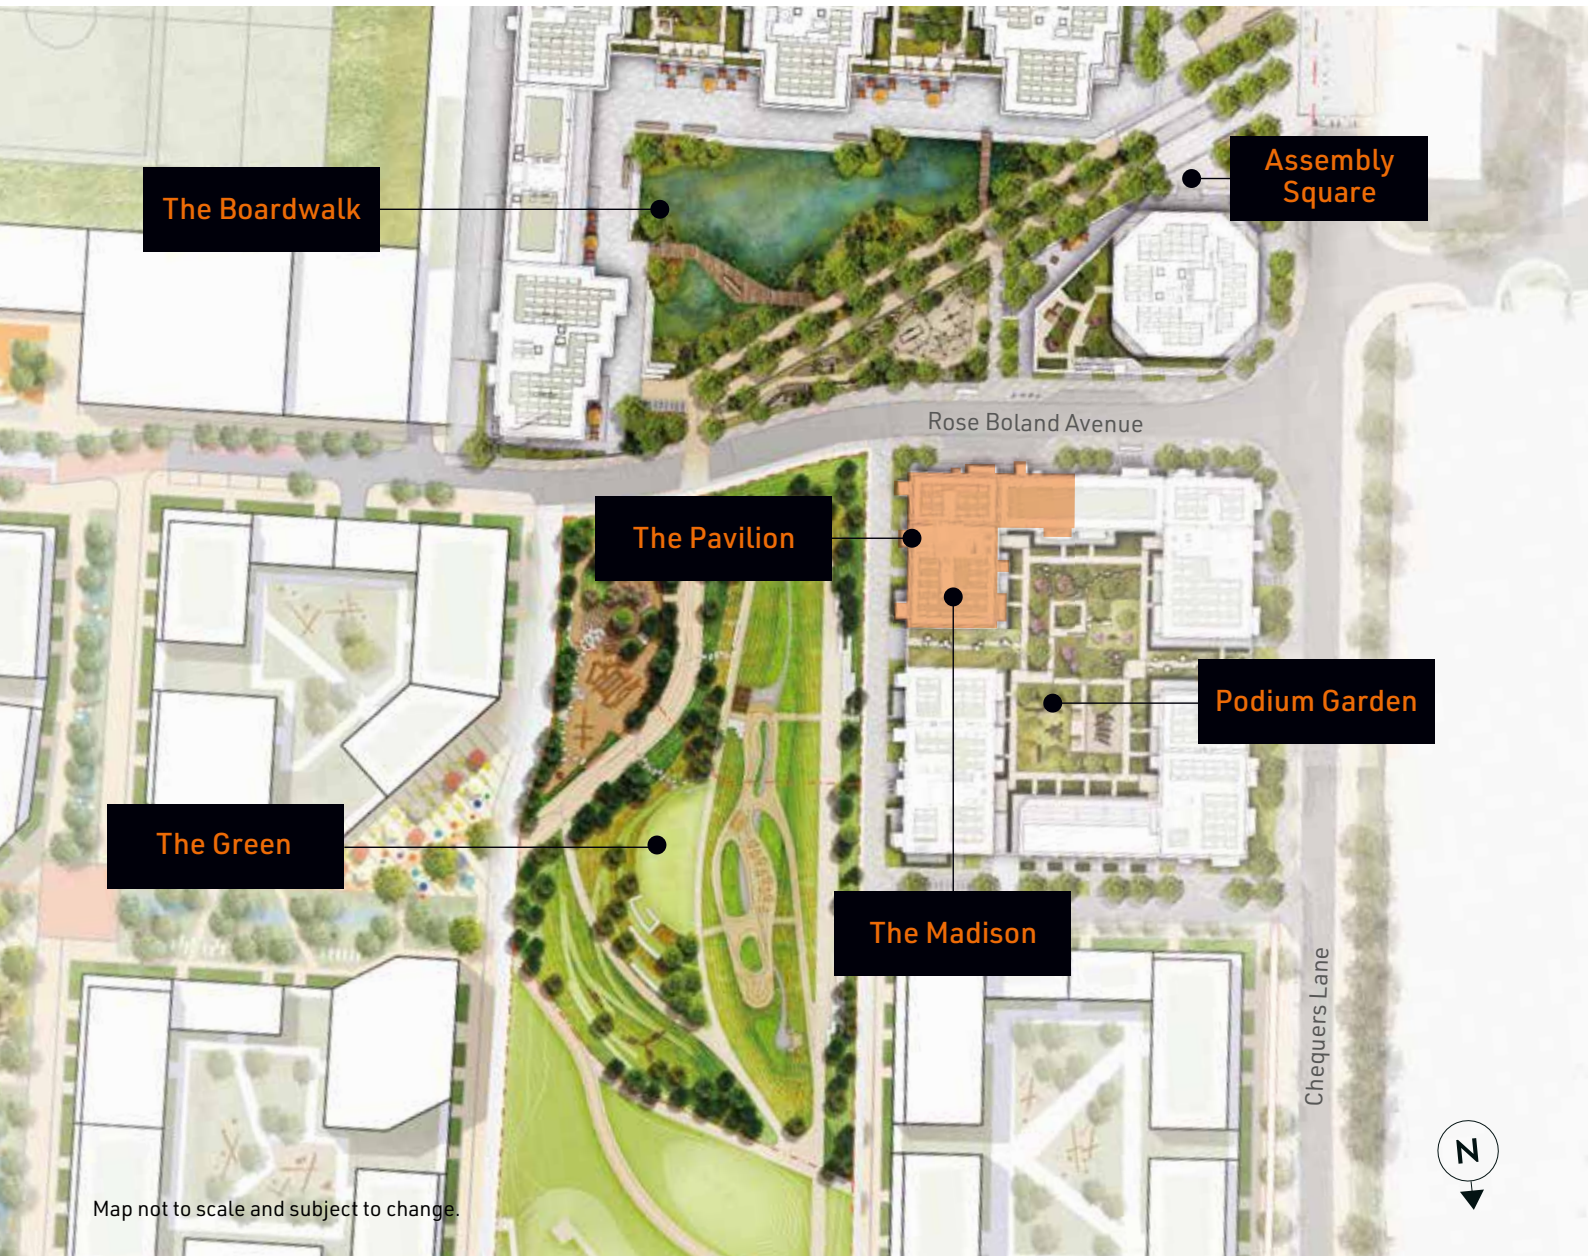 Assembly
Square
The Boardwalk
Rose Boland Avenue
The Pavilion
Podium Garden
The Green
The Madison
Chequers Lane
N
Map not to scale and subject to change.